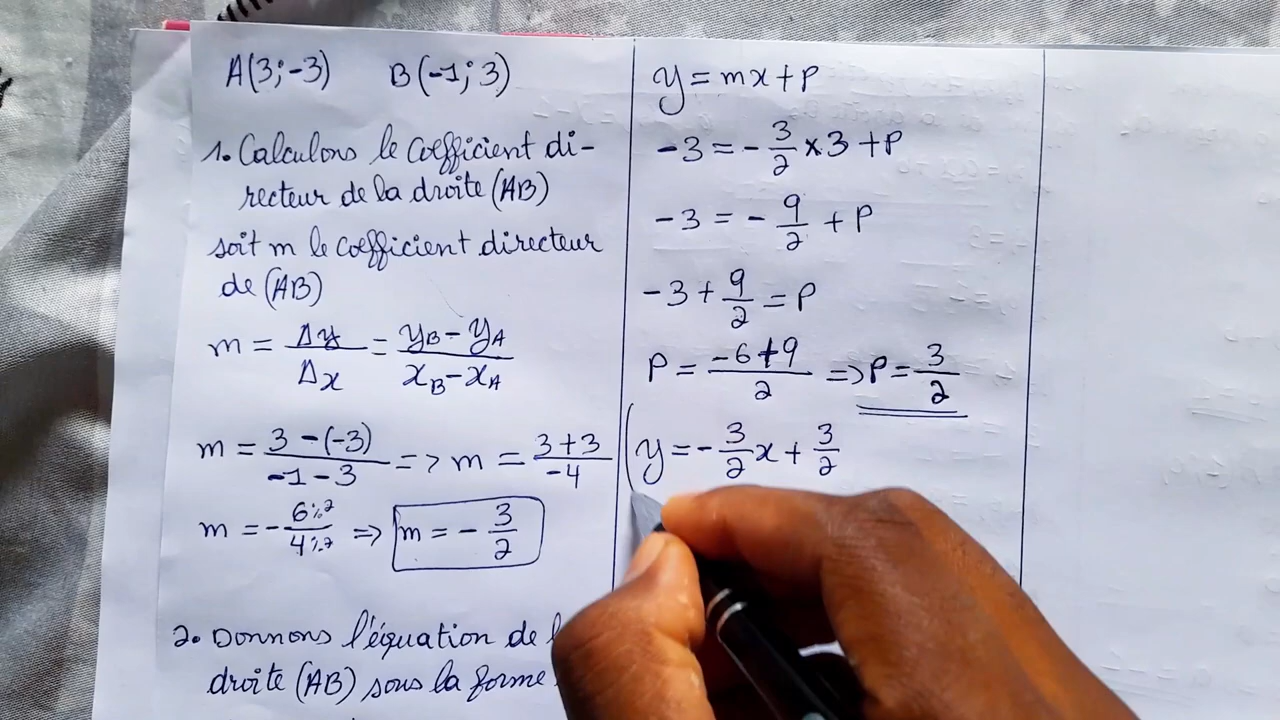 A(3;-3) B(-1;3)
1. Calculons le coefficient di-
recteur de la droite (AB)
soit m le coefficient directeur
de (AB)
m = Δy/Δx = (yB - yA)/(xB - xA)
m = (3 - (-3))/(-1 - 3) => m = (3+3)/(-4)
m = - 6÷2/4÷2 => m = - 3/2
2. Donnons l'équation de
droite (AB) sous la forme
y = mx + p
-3 = - 3/2 × 3 + p
-3 = - 9/2 + p
-3 + 9/2 = p
P = (-6+9)/2 => P = 3/2
y = - 3/2 x + 3/2